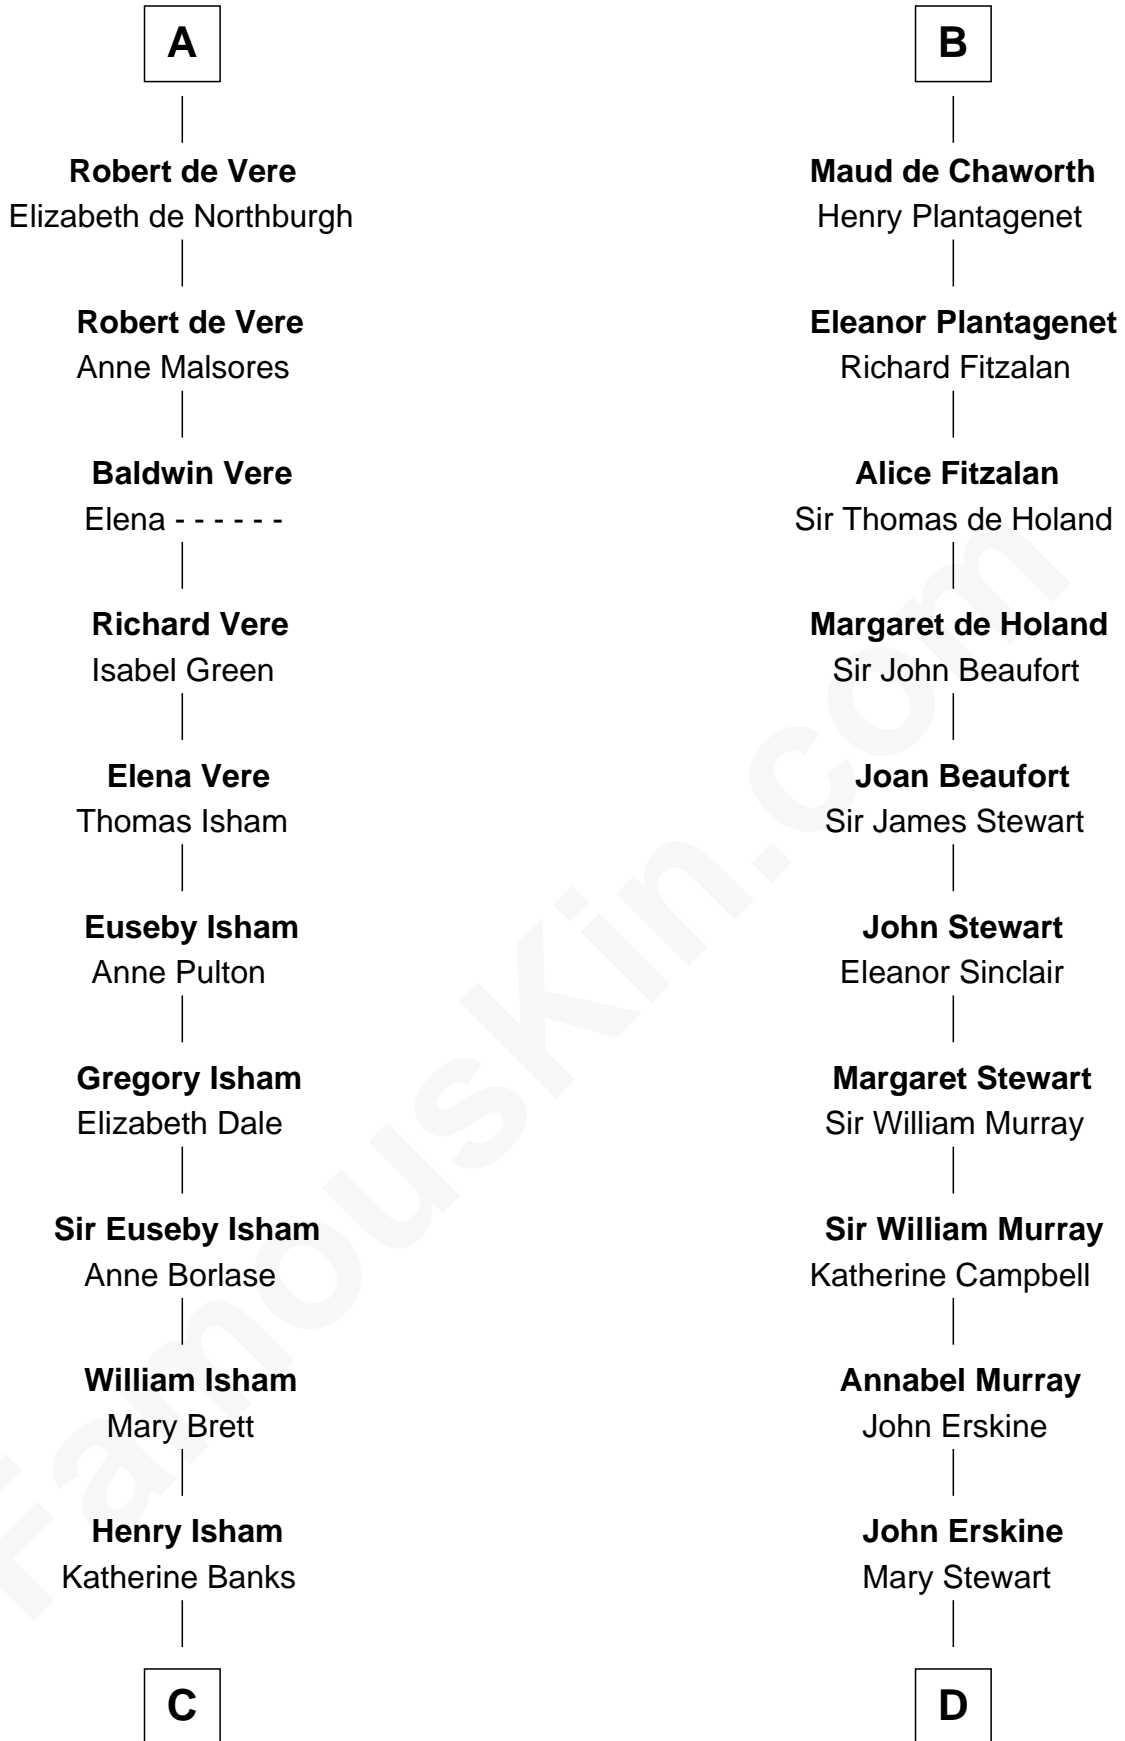 A
Robert de Vere
Elizabeth de Northburgh
Robert de Vere
Anne Malsores
Baldwin Vere
Elena - - - - - -
Richard Vere
Isabel Green
Elena Vere
Thomas Isham
Euseby Isham
Anne Pulton
Gregory Isham
Elizabeth Dale
Sir Euseby Isham
Anne Borlase
William Isham
Mary Brett
Henry Isham
Katherine Banks
C
B
Maud de Chaworth
Henry Plantagenet
Eleanor Plantagenet
Richard Fitzalan
Alice Fitzalan
Sir Thomas de Holand
Margaret de Holand
Sir John Beaufort
Joan Beaufort
Sir James Stewart
John Stewart
Eleanor Sinclair
Margaret Stewart
Sir William Murray
Sir William Murray
Katherine Campbell
Annabel Murray
John Erskine
John Erskine
Mary Stewart
D
FamousKin.com